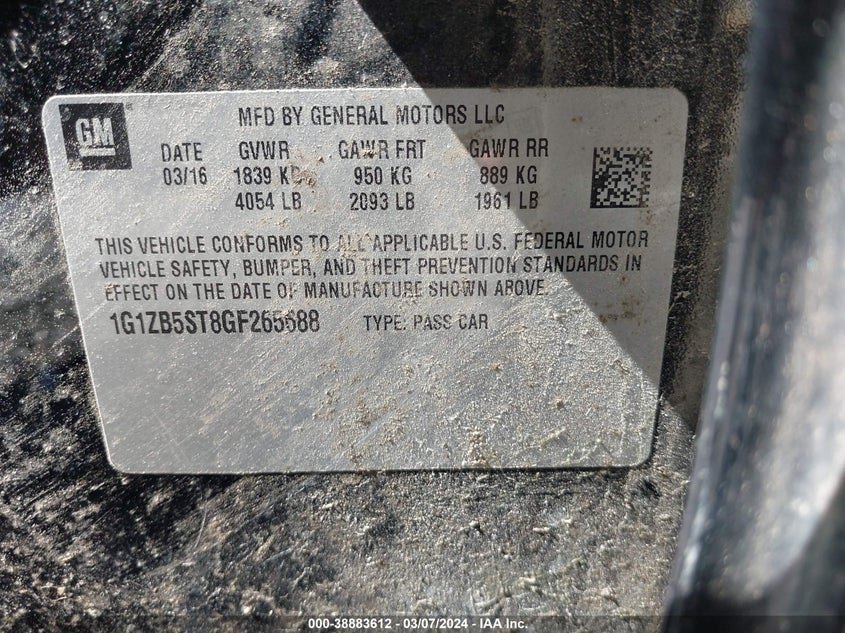 GM
MFD BY GENERAL MOTORS LLC
DATE GVWR GAWR FRT GAWR RR
03/16 1839 KG 950 KG 889 KG
4054 LB 2093 LB 1961 LB
THIS VEHICLE CONFORMS TO ALL APPLICABLE U.S. FEDERAL MOTOR
VEHICLE SAFETY, BUMPER, AND THEFT PREVENTION STANDARDS IN
EFFECT ON THE DATE OF MANUFACTURE SHOWN ABOVE.
1G1ZB5ST8GF265688 TYPE: PASS CAR
000-38883612 - 03/07/2024 - IAA Inc.